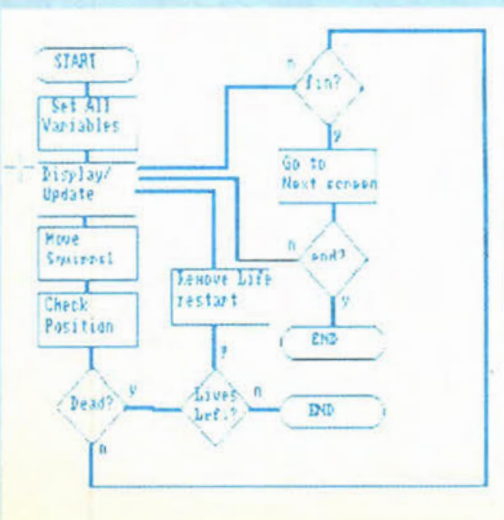 START
Set All
Variables
Display/
Update
Move
Squirrel
Check
Position
Dead?
y
n
Lives
Lef.?
y
n
Remove Life
restart
END
n
fin?
y
Go to
Next screen
n
end?
y
END